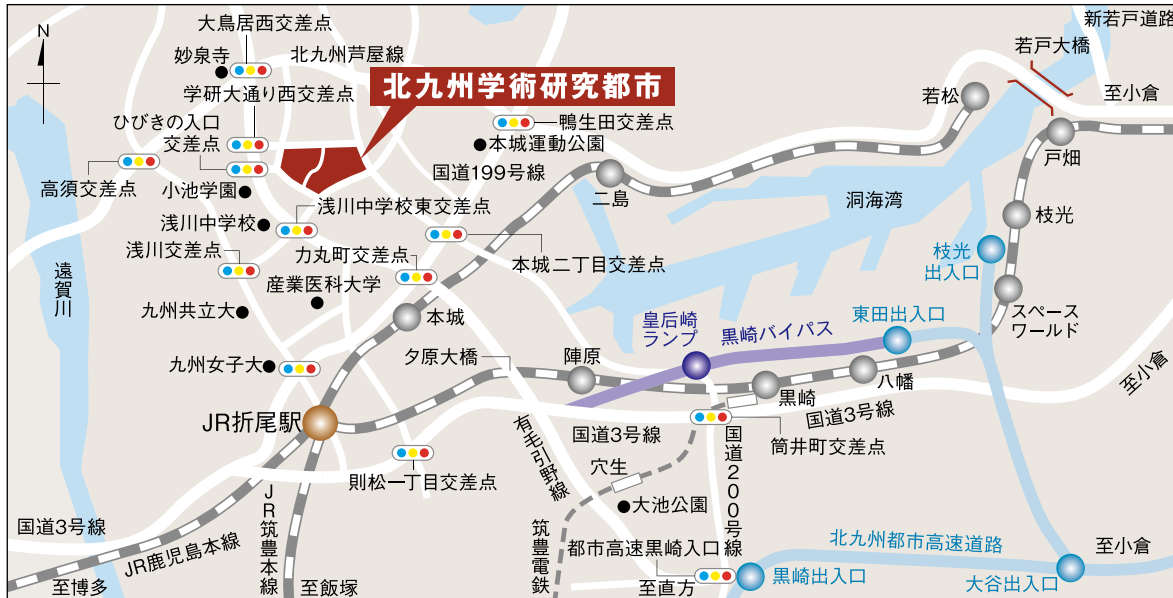 N
大鳥居西交差点
新若戸道路
妙泉寺
北九州芦屋線
若戸大橋
北九州学術研究都市
若松
至小倉
学研大通り西交差点
ひびきの入口
交差点
鴨生田交差点
本城運動公園
戸畑
高須交差点
小池学園
国道199号線
二島
洞海湾
枝光
浅川中学校
浅川中学校東交差点
浅川交差点
力丸町交差点
本城二丁目交差点
枝光
出入口
遠賀川
産業医科大学
九州共立大
本城
皇后崎
ランプ
黒崎バイパス
東田出入口
スペース
ワールド
九州女子大
夕原大橋
陣原
黒崎
八幡
至小倉
JR折尾駅
有毛引野線
国道3号線
国道3号線
筒井町交差点
則松一丁目交差点
穴生
国道200号線
大池公園
国道3号線
JR鹿児島本線
JR筑豊本線
筑豊電鉄
都市高速黒崎入口
北九州都市高速道路
至小倉
至博多
至飯塚
至直方
黒崎出入口
大谷出入口